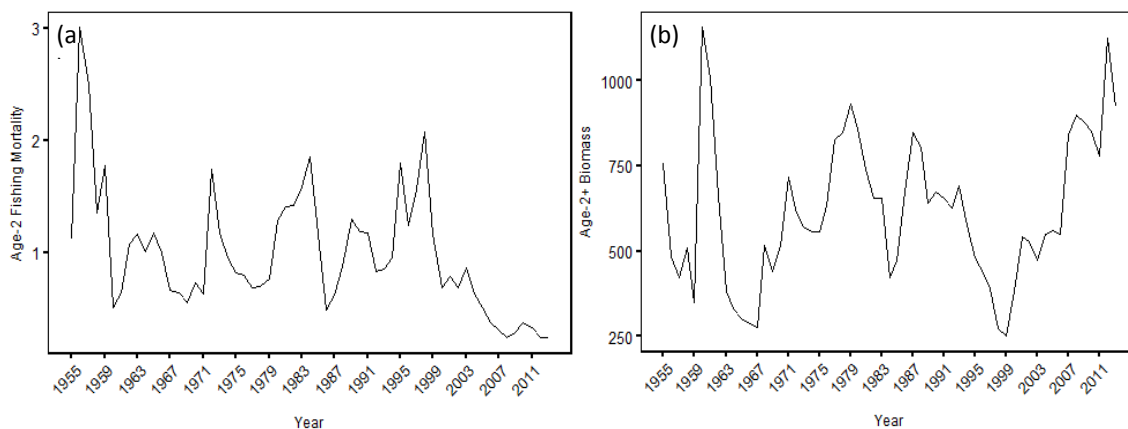 (a)
Age-2 Fishing Mortality
3
2
1
1955 1959 1963 1967 1971 1975 1979 1983 1987 1991 1995 1999 2003 2007 2011
Year
(b)
Age-2+ Biomass
1000
750
500
250
1955 1959 1963 1967 1971 1975 1979 1983 1987 1991 1995 1999 2003 2007 2011
Year